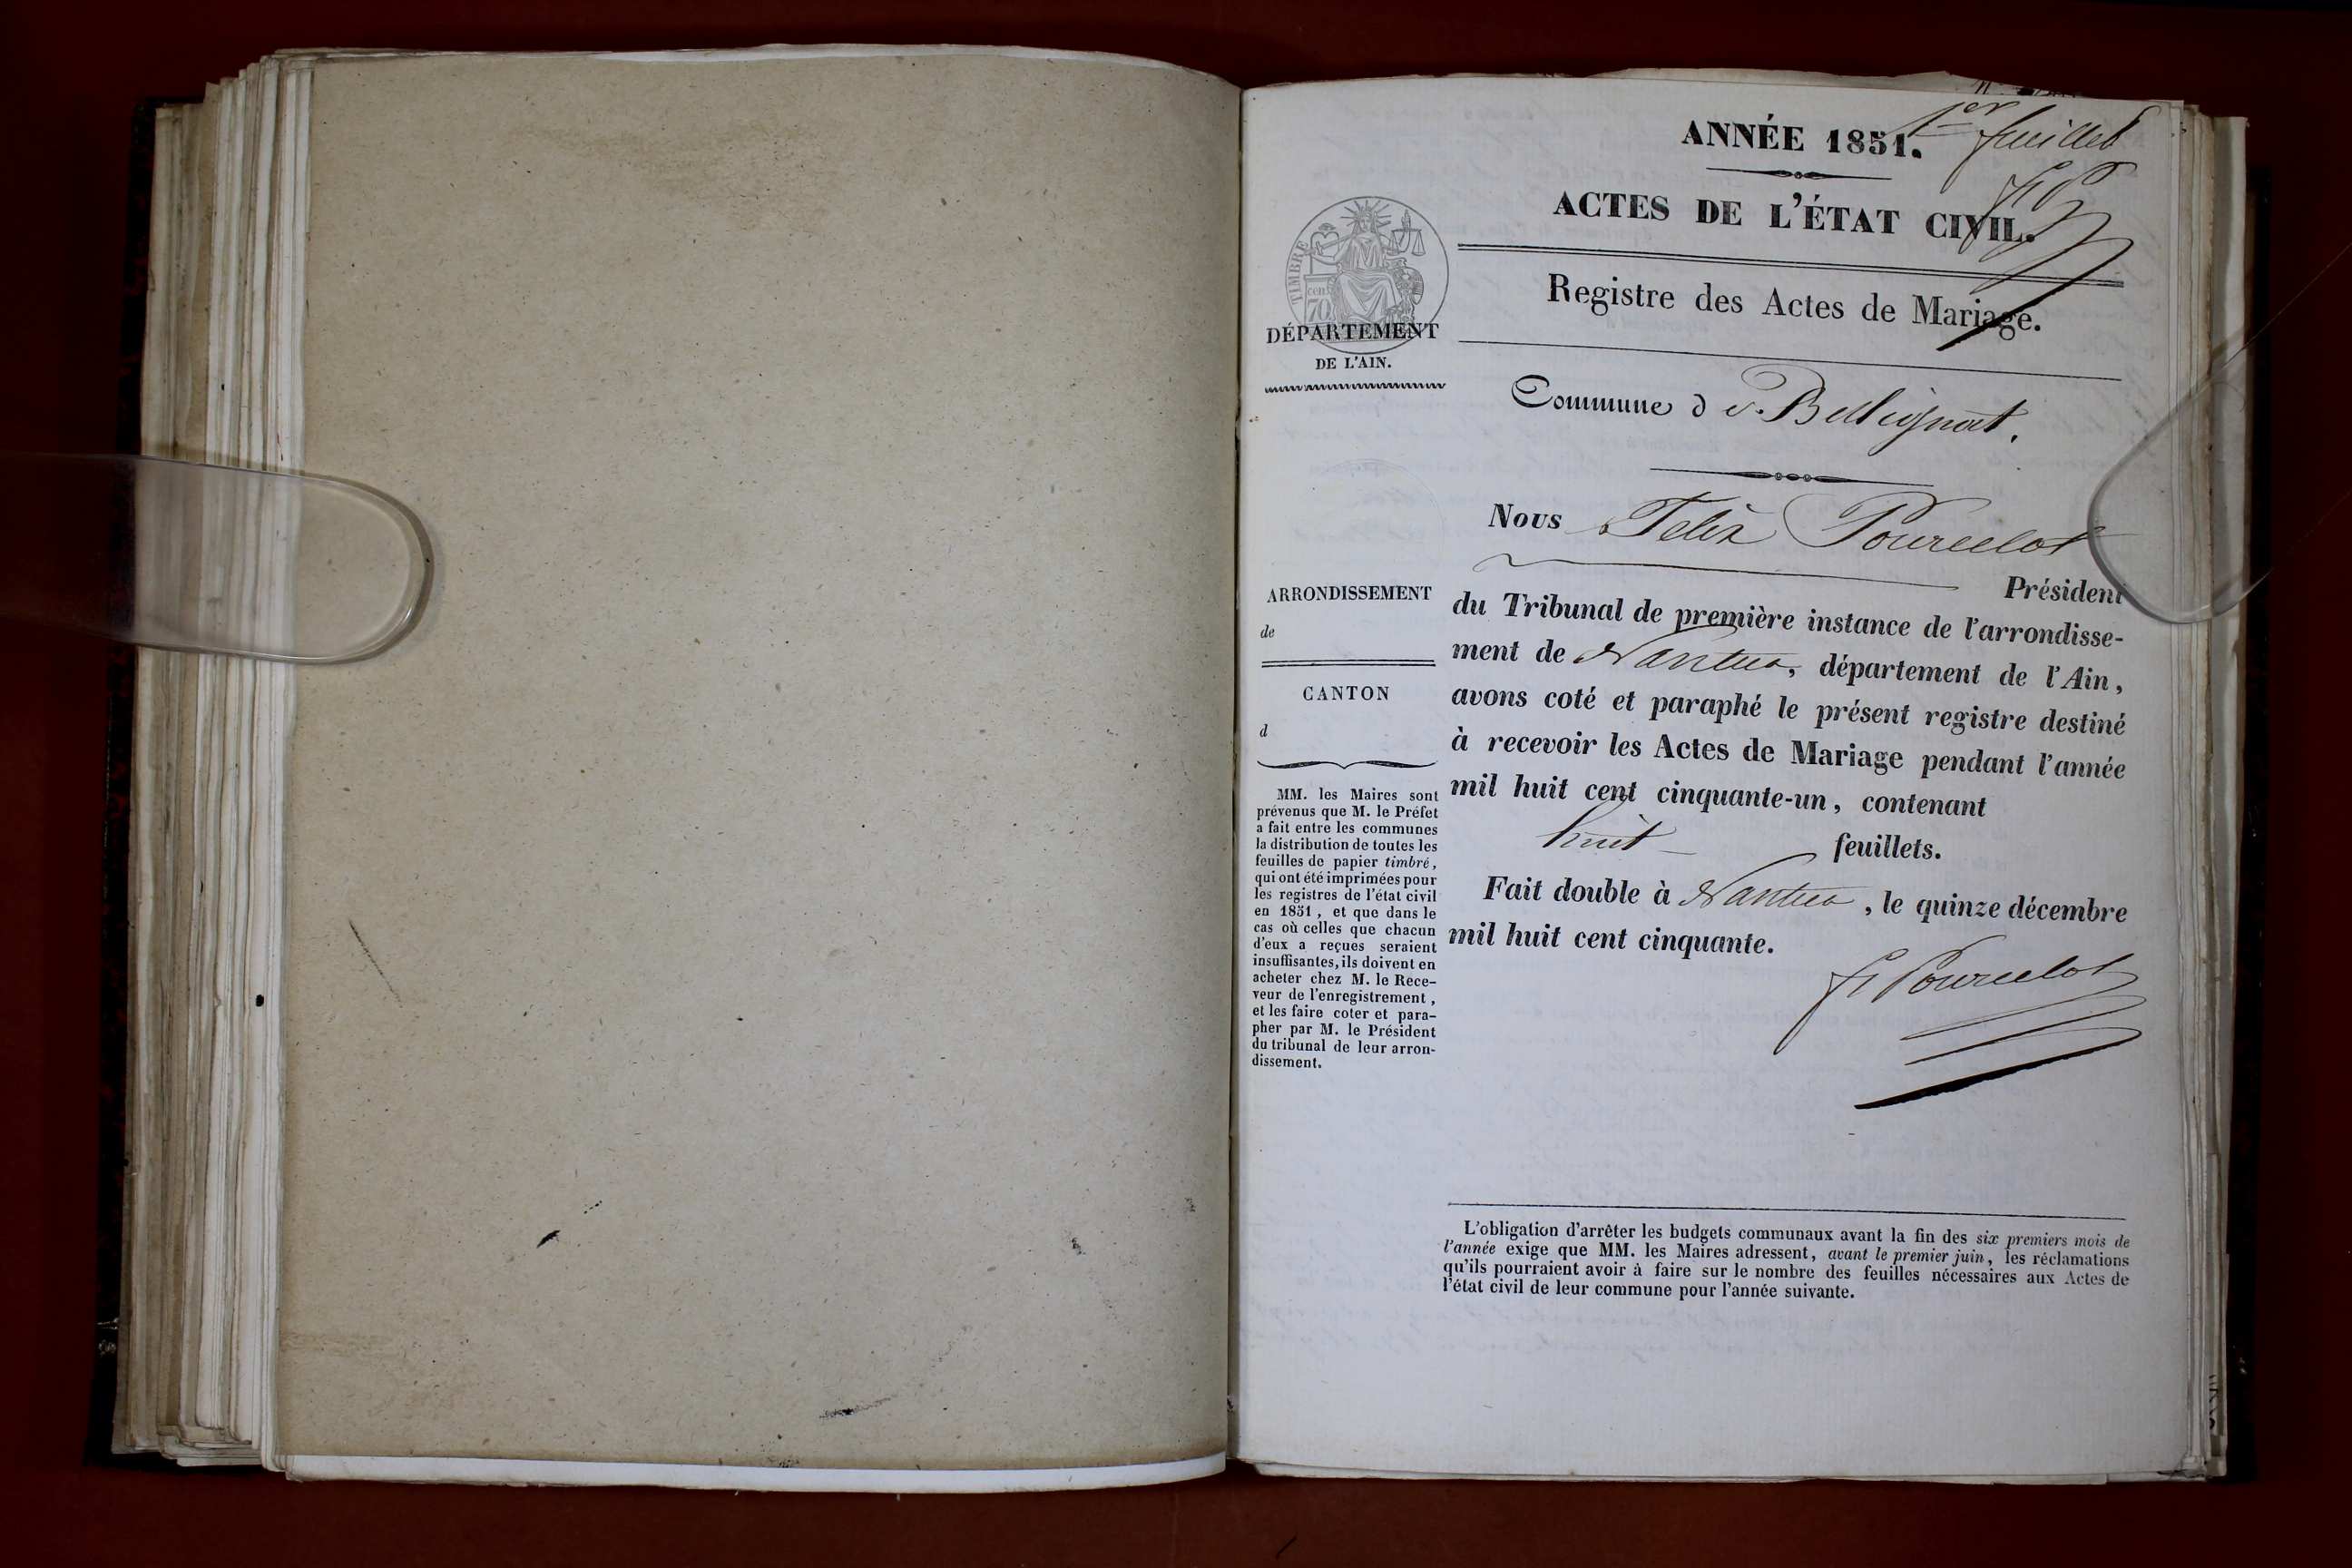 1er feuillet
ANNÉE 1851.
ACTES DE L'ÉTAT CIVIL.
Registre des Actes de Mariage.
TIMBRE
cen.
70
DÉPARTEMENT
DE L'AIN.
Commune de Bellignat.
Nous Felix Pourcelot
Président
du Tribunal de première instance de l'arrondisse-
ment de Nantua, département de l'Ain,
avons coté et paraphé le présent registre destiné
à recevoir les Actes de Mariage pendant l'année
mil huit cent cinquante-un, contenant
huit feuillets.
Fait double à Nantua, le quinze décembre
mil huit cent cinquante.
F. Pourcelot
ARRONDISSEMENT
de
CANTON
d
MM. les Maires sont
prévenus que M. le Préfet
a fait entre les communes
la distribution de toutes les
feuilles de papier timbré,
qui ont été imprimées pour
les registres de l'état civil
en 1851, et que dans le
cas où celles que chacun
d'eux a reçues seraient
insuffisantes, ils doivent en
acheter chez M. le Rece-
veur de l'enregistrement,
et les faire coter et para-
pher par M. le Président
du tribunal de leur arron-
dissement.
L'obligation d'arrêter les budgets communaux avant la fin des six premiers mois de
l'année exige que MM. les Maires adressent, avant le premier juin, les réclamations
qu'ils pourraient avoir à faire sur le nombre des feuilles nécessaires aux Actes de
l'état civil de leur commune pour l'année suivante.